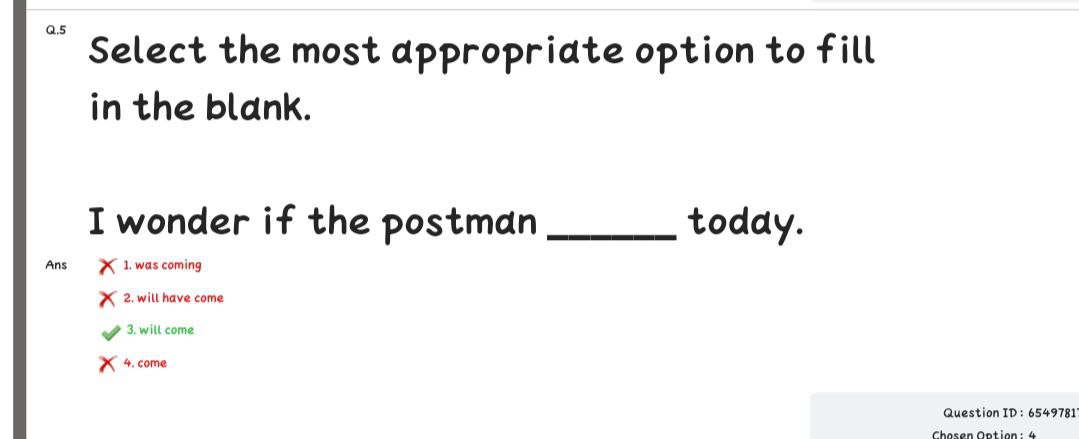 Q.5 Select the most appropriate option to fill
in the blank.
I wonder if the postman ______ today.
Ans 1. was coming
2. will have come
3. will come
4. come
Question ID : 6549781
Chosen Option : 4